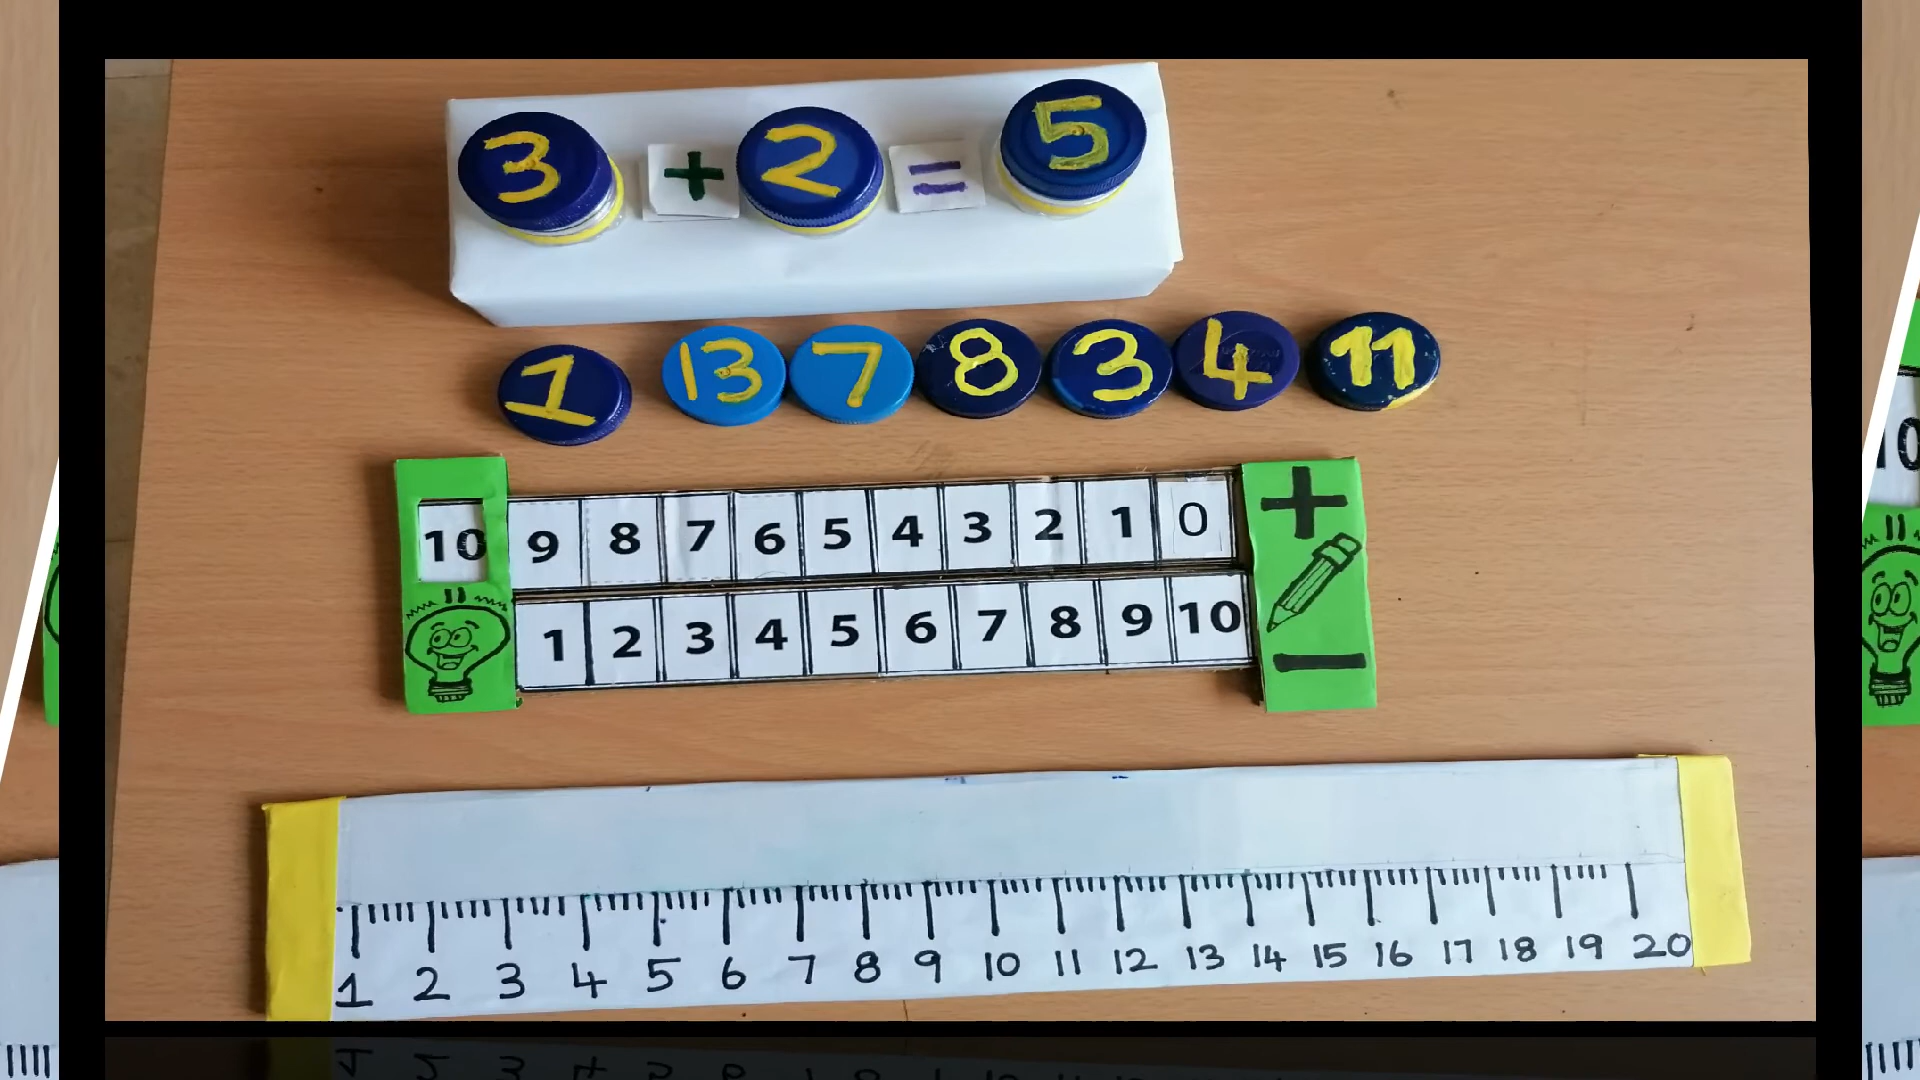 3 + 2 = 5
1 13 7 8 3 4 11
10 9 8 7 6 5 4 3 2 1 0 +
1 2 3 4 5 6 7 8 9 10 −
1 2 3 4 5 6 7 8 9 10 11 12 13 14 15 16 17 18 19 20
10